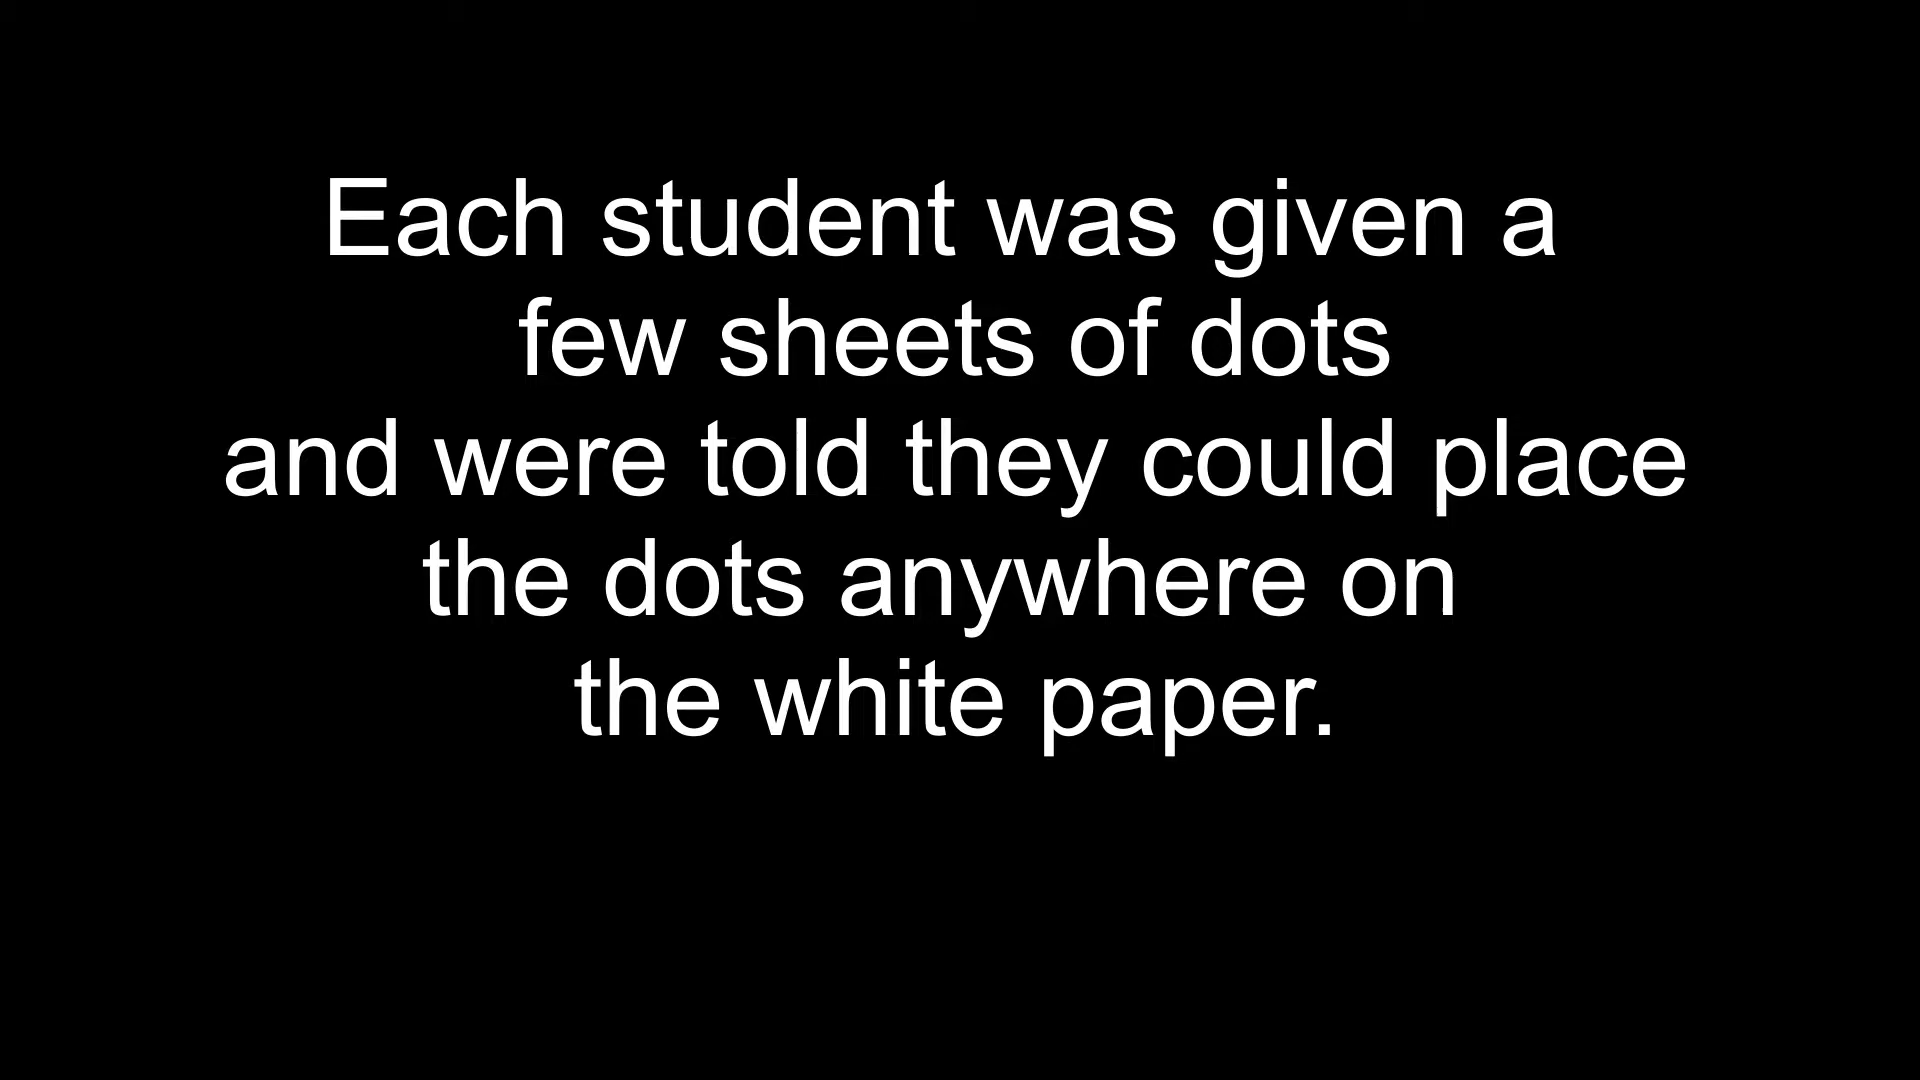 Each student was given a
few sheets of dots
and were told they could place
the dots anywhere on
the white paper.